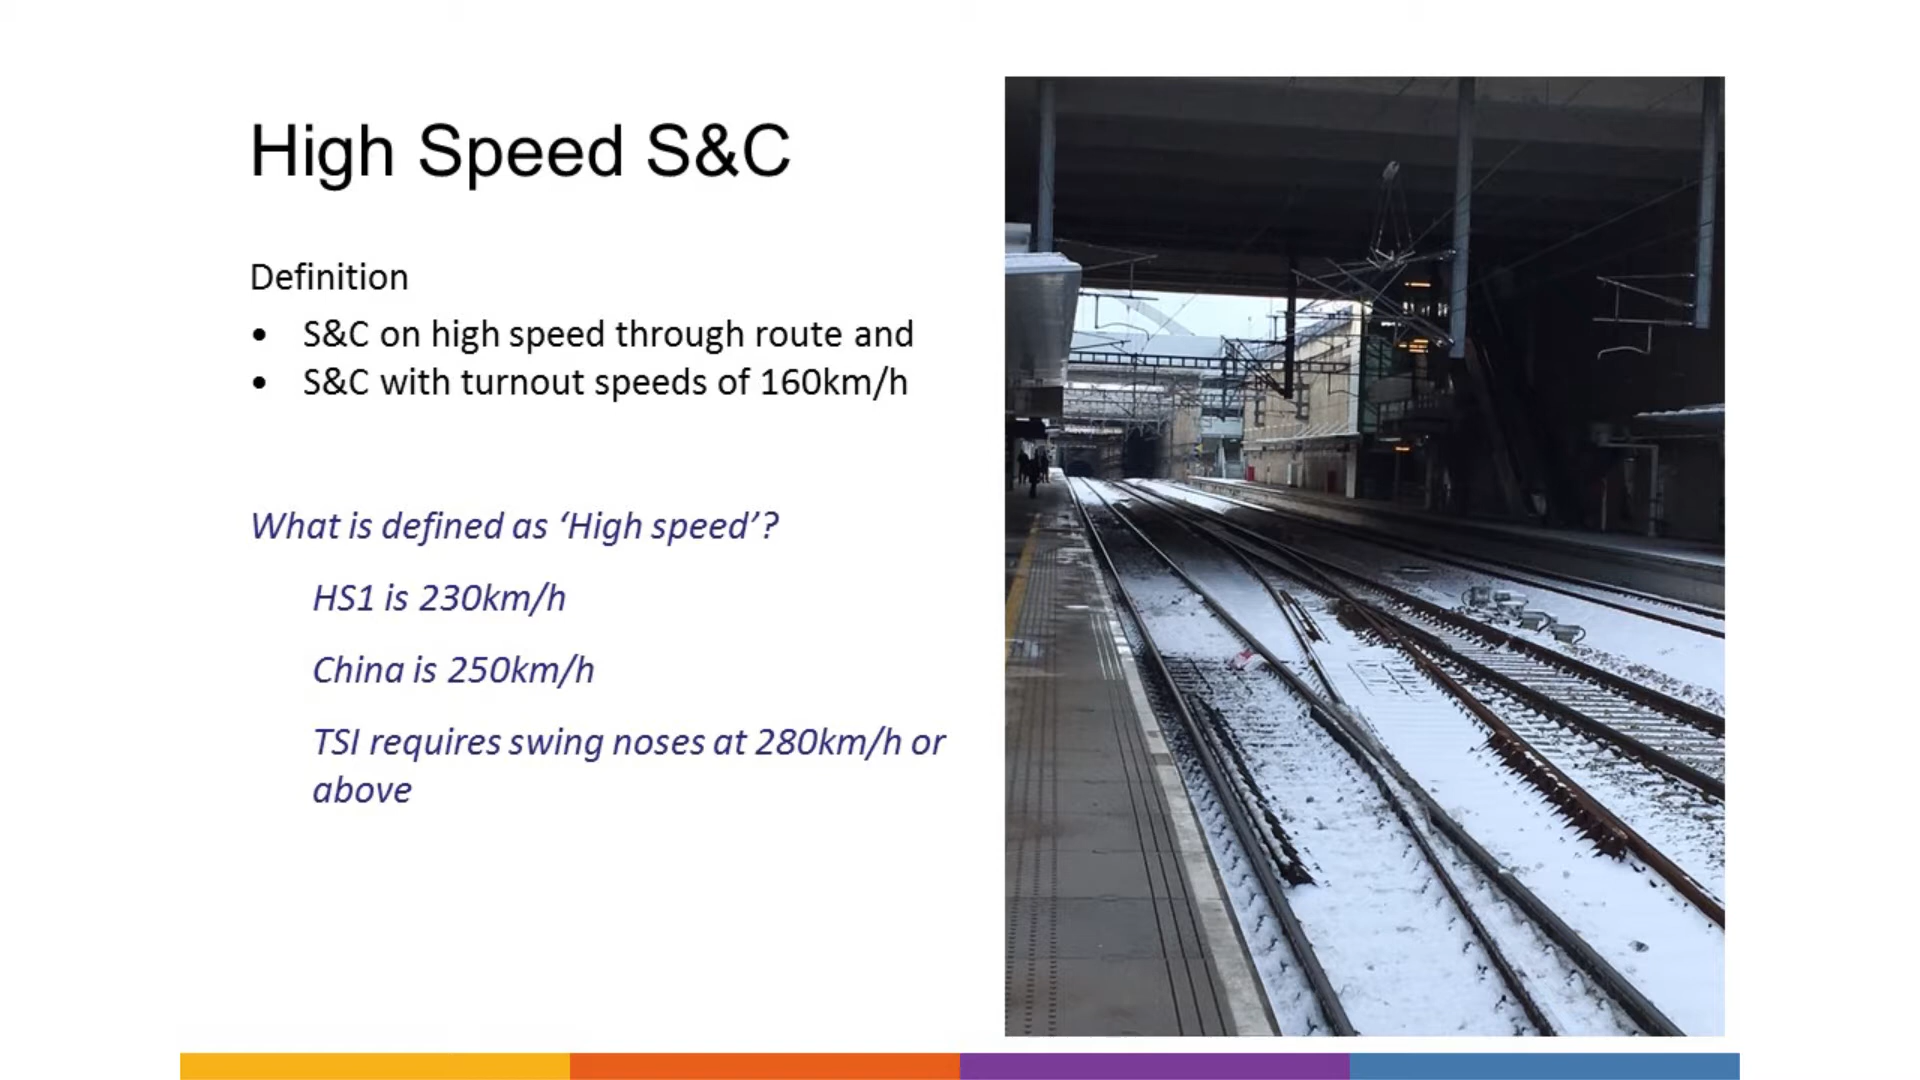 High Speed S&C
Definition
• S&C on high speed through route and
• S&C with turnout speeds of 160km/h
What is defined as ‘High speed’?
HS1 is 230km/h
China is 250km/h
TSI requires swing noses at 280km/h or
above